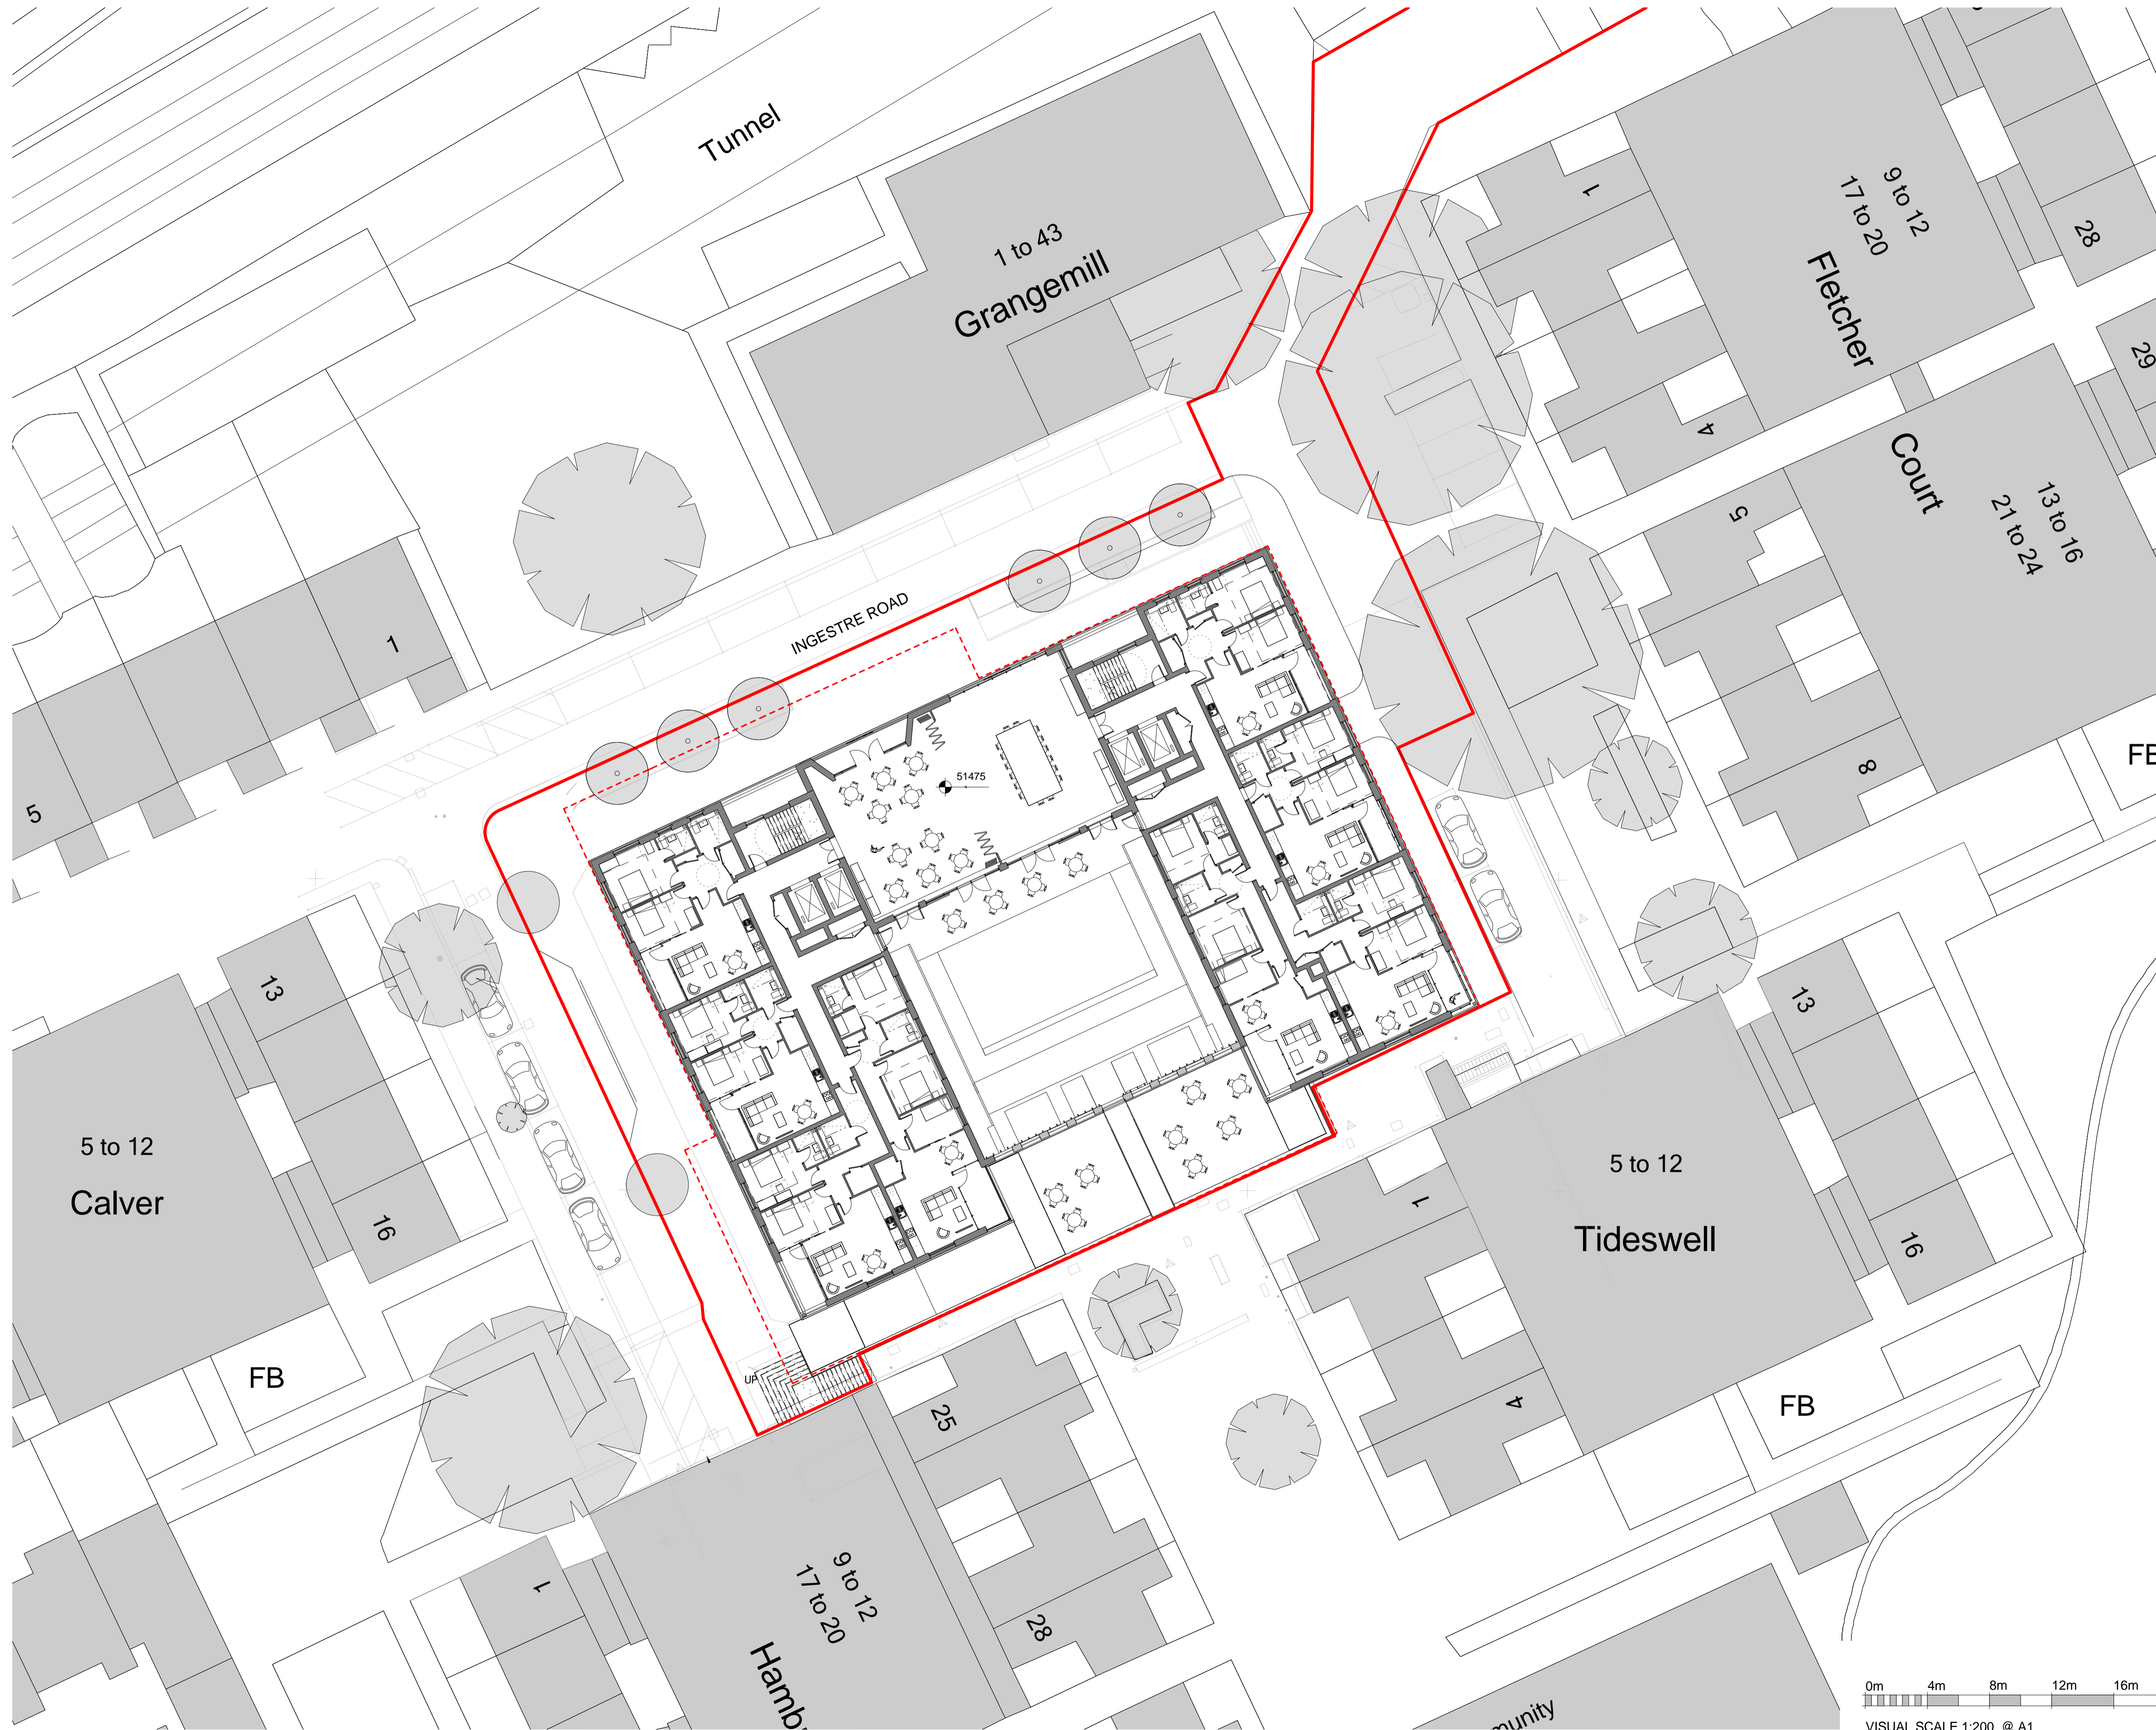 Tunnel
1 to 43
Grangemill
1
9 to 12
17 to 20
Fletcher
28
4
29
Court
13 to 16
21 to 24
5
8
FB
INGESTRE ROAD
1
5
51475
13
16
5 to 12
Calver
FB
13
16
1
5 to 12
Tideswell
4
FB
UP
25
28
1
9 to 12
17 to 20
Hamb
munity
0m 4m 8m 12m 16m
VISUAL SCALE 1:200 @ A1